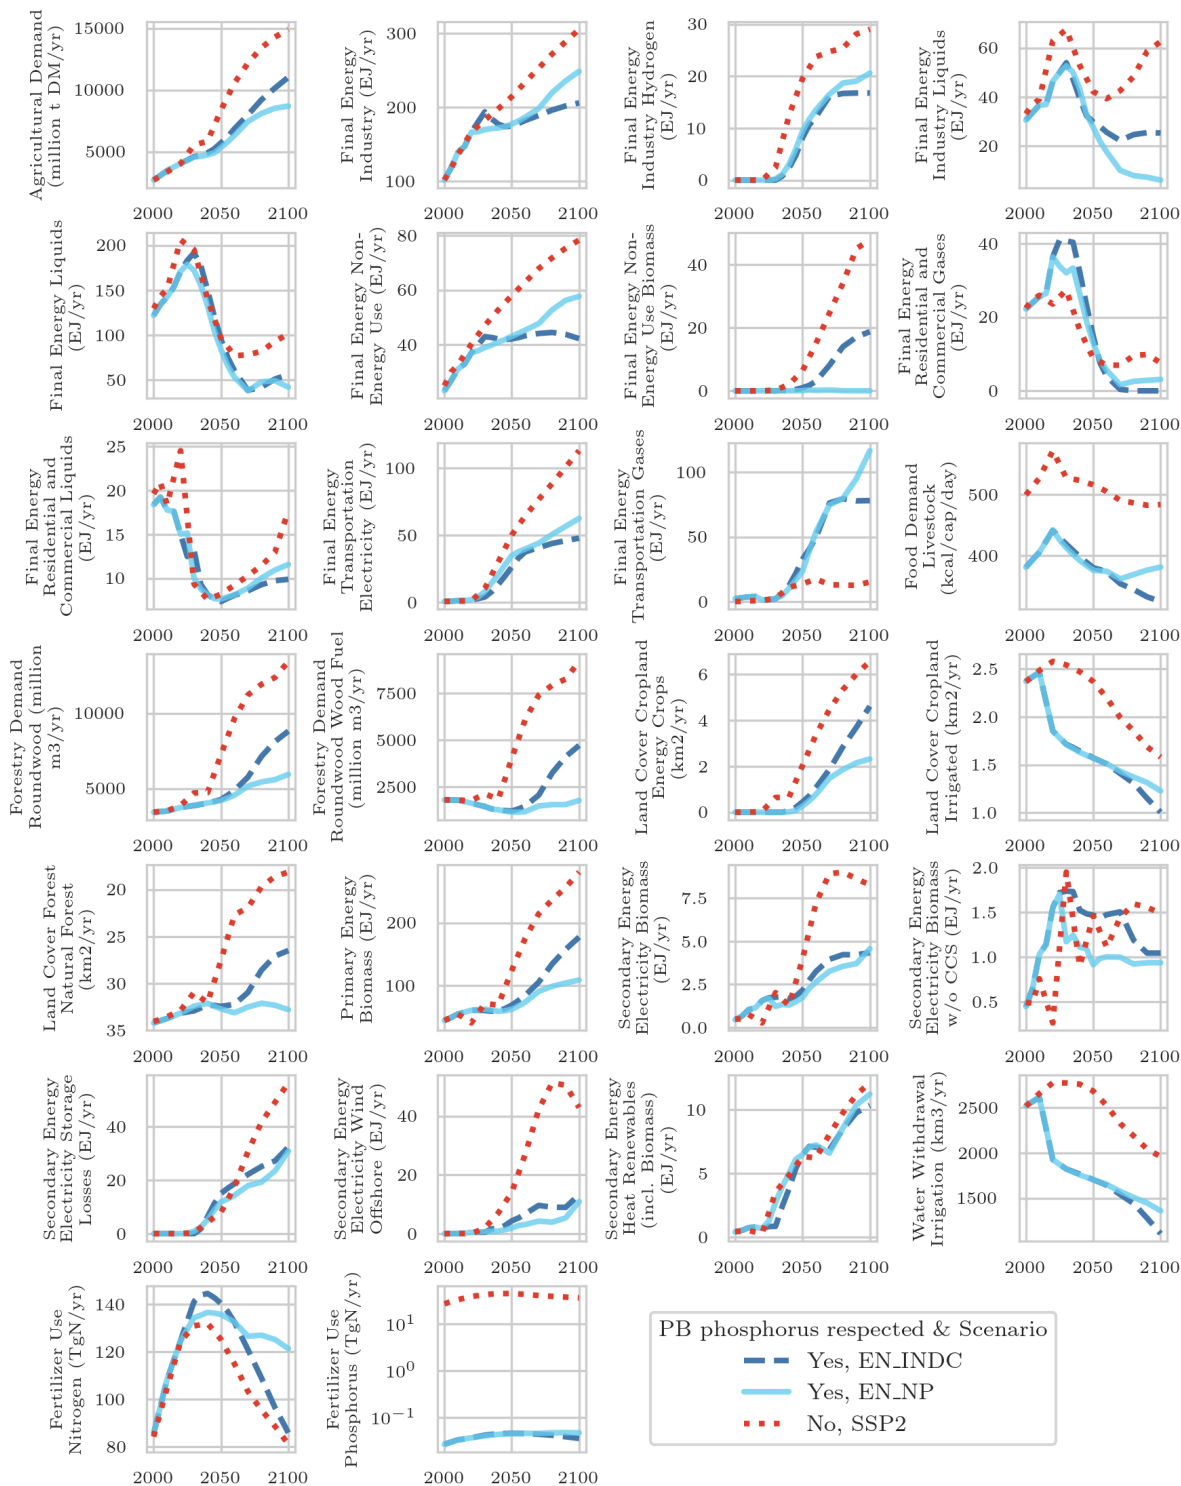 Agricultural Demand
(million t DM/yr)
15000
10000
5000
2000 2050 2100
Final Energy
Industry (EJ/yr)
300
200
100
2000 2050 2100
Final Energy
Industry Hydrogen
(EJ/yr)
30
20
10
0
2000 2050 2100
Final Energy
Industry Liquids
(EJ/yr)
60
40
20
2000 2050 2100
Final Energy Liquids
(EJ/yr)
200
150
100
50
2000 2050 2100
Final Energy Non-
Energy Use (EJ/yr)
80
60
40
2000 2050 2100
Final Energy Non-
Energy Use Biomass
(EJ/yr)
40
20
0
2000 2050 2100
Final Energy
Residential and
Commercial Gases
(EJ/yr)
40
20
0
2000 2050 2100
Final Energy
Residential and
Commercial Liquids
(EJ/yr)
25
20
15
10
2000 2050 2100
Final Energy
Transportation
Electricity (EJ/yr)
100
50
0
2000 2050 2100
Final Energy
Transportation Gases
(EJ/yr)
100
50
0
2000 2050 2100
Food Demand
Livestock
(kcal/cap/day)
500
400
2000 2050 2100
Forestry Demand
Roundwood (million
m3/yr)
10000
5000
2000 2050 2100
Forestry Demand
Roundwood Wood Fuel
(million m3/yr)
7500
5000
2500
2000 2050 2100
Land Cover Cropland
Energy Crops
(km2/yr)
6
4
2
0
2000 2050 2100
Land Cover Cropland
Irrigated (km2/yr)
2.5
2.0
1.5
1.0
2000 2050 2100
Land Cover Forest
Natural Forest
(km2/yr)
20
25
30
35
2000 2050 2100
Primary Energy
Biomass (EJ/yr)
200
100
2000 2050 2100
Secondary Energy
Electricity Biomass
(EJ/yr)
7.5
5.0
2.5
0.0
2000 2050 2100
Secondary Energy
Electricity Biomass
w/o CCS (EJ/yr)
2.0
1.5
1.0
0.5
2000 2050 2100
Secondary Energy
Electricity Storage
Losses (EJ/yr)
40
20
0
2000 2050 2100
Secondary Energy
Electricity Wind
Offshore (EJ/yr)
40
20
0
2000 2050 2100
Secondary Energy
Heat Renewables
(incl. Biomass)
(EJ/yr)
10
5
0
2000 2050 2100
Water Withdrawal
Irrigation (km3/yr)
2500
2000
1500
2000 2050 2100
Fertilizer Use
Nitrogen (TgN/yr)
140
120
100
80
2000 2050 2100
Fertilizer Use
Phosphorus (TgN/yr)
10¹
10⁰
10⁻¹
2000 2050 2100
PB phosphorus respected & Scenario
Yes, EN_INDC
Yes, EN_NP
No, SSP2